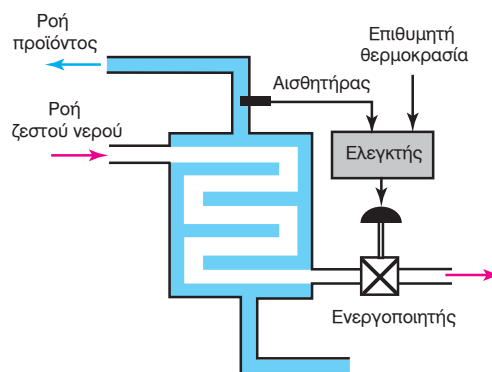 Ροή
προϊόντος
Επιθυμητή
θερμοκρασία
Αισθητήρας
Ροή
ζεστού νερού
Ελεγκτής
Ενεργοποιητής